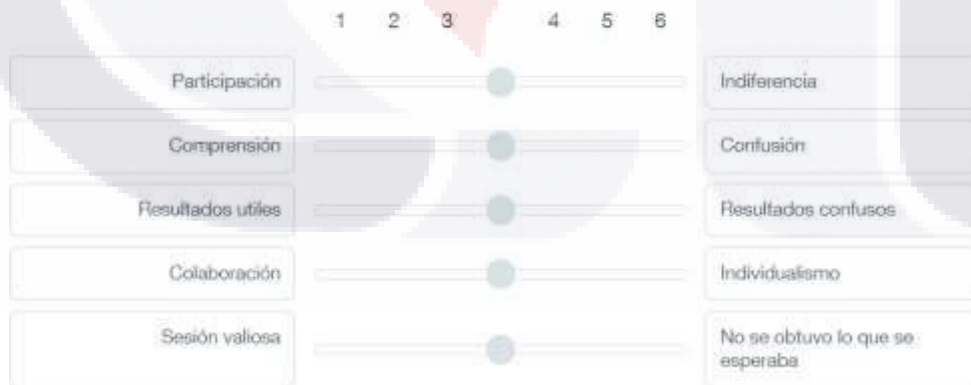 1 2 3 4 5 6
Participación Indiferencia
Comprensión Confusión
Resultados utiles Resultados confusos
Colaboración Individualismo
Sesión valiosa No se obtuvo lo que se
esperaba